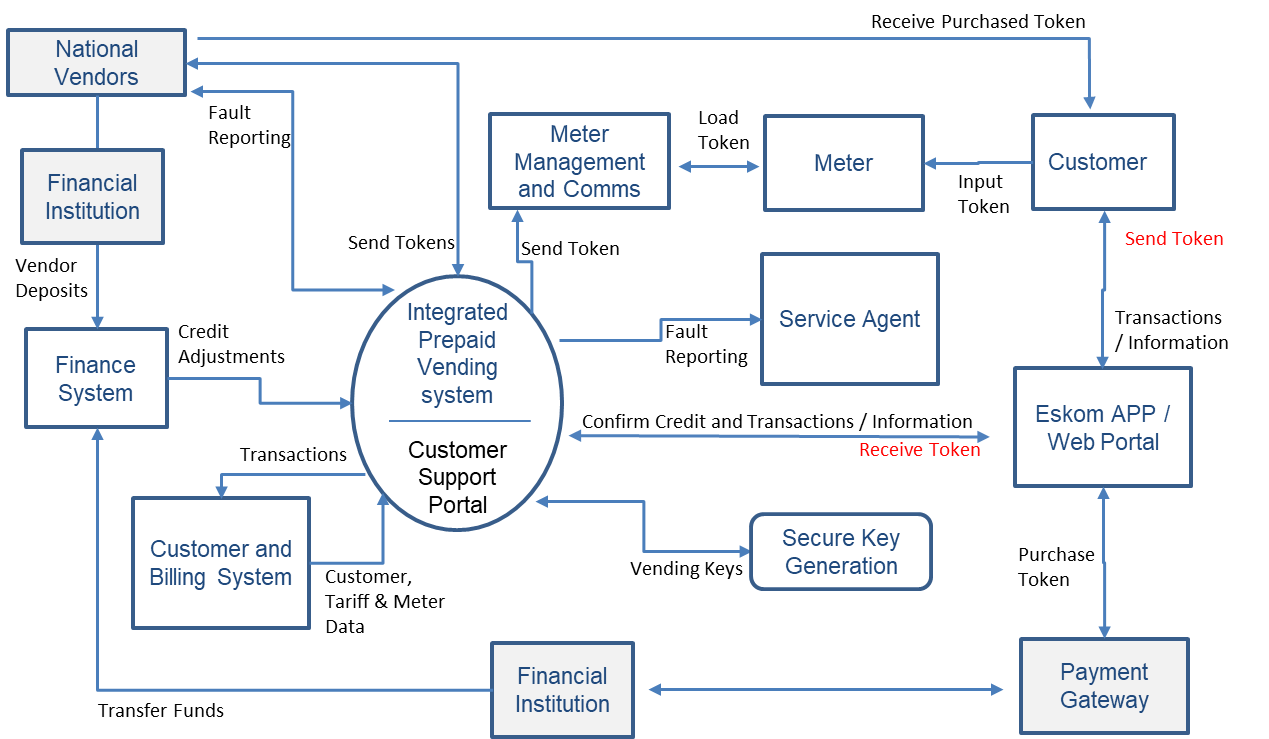 Receive Purchased Token
National
Vendors
Fault
Reporting
Load
Token
Meter
Management
and Comms
Meter
Customer
Input
Token
Financial
Institution
Send Tokens
Send Token
Send Token
Vendor
Deposits
Integrated
Prepaid
Vending
system
Customer
Support
Portal
Service Agent
Fault
Reporting
Transactions
/ Information
Credit
Adjustments
Finance
System
Confirm Credit and Transactions / Information
Receive Token
Eskom APP /
Web Portal
Transactions
Customer and
Billing System
Customer,
Tariff & Meter
Data
Vending Keys
Secure Key
Generation
Purchase
Token
Financial
Institution
Payment
Gateway
Transfer Funds